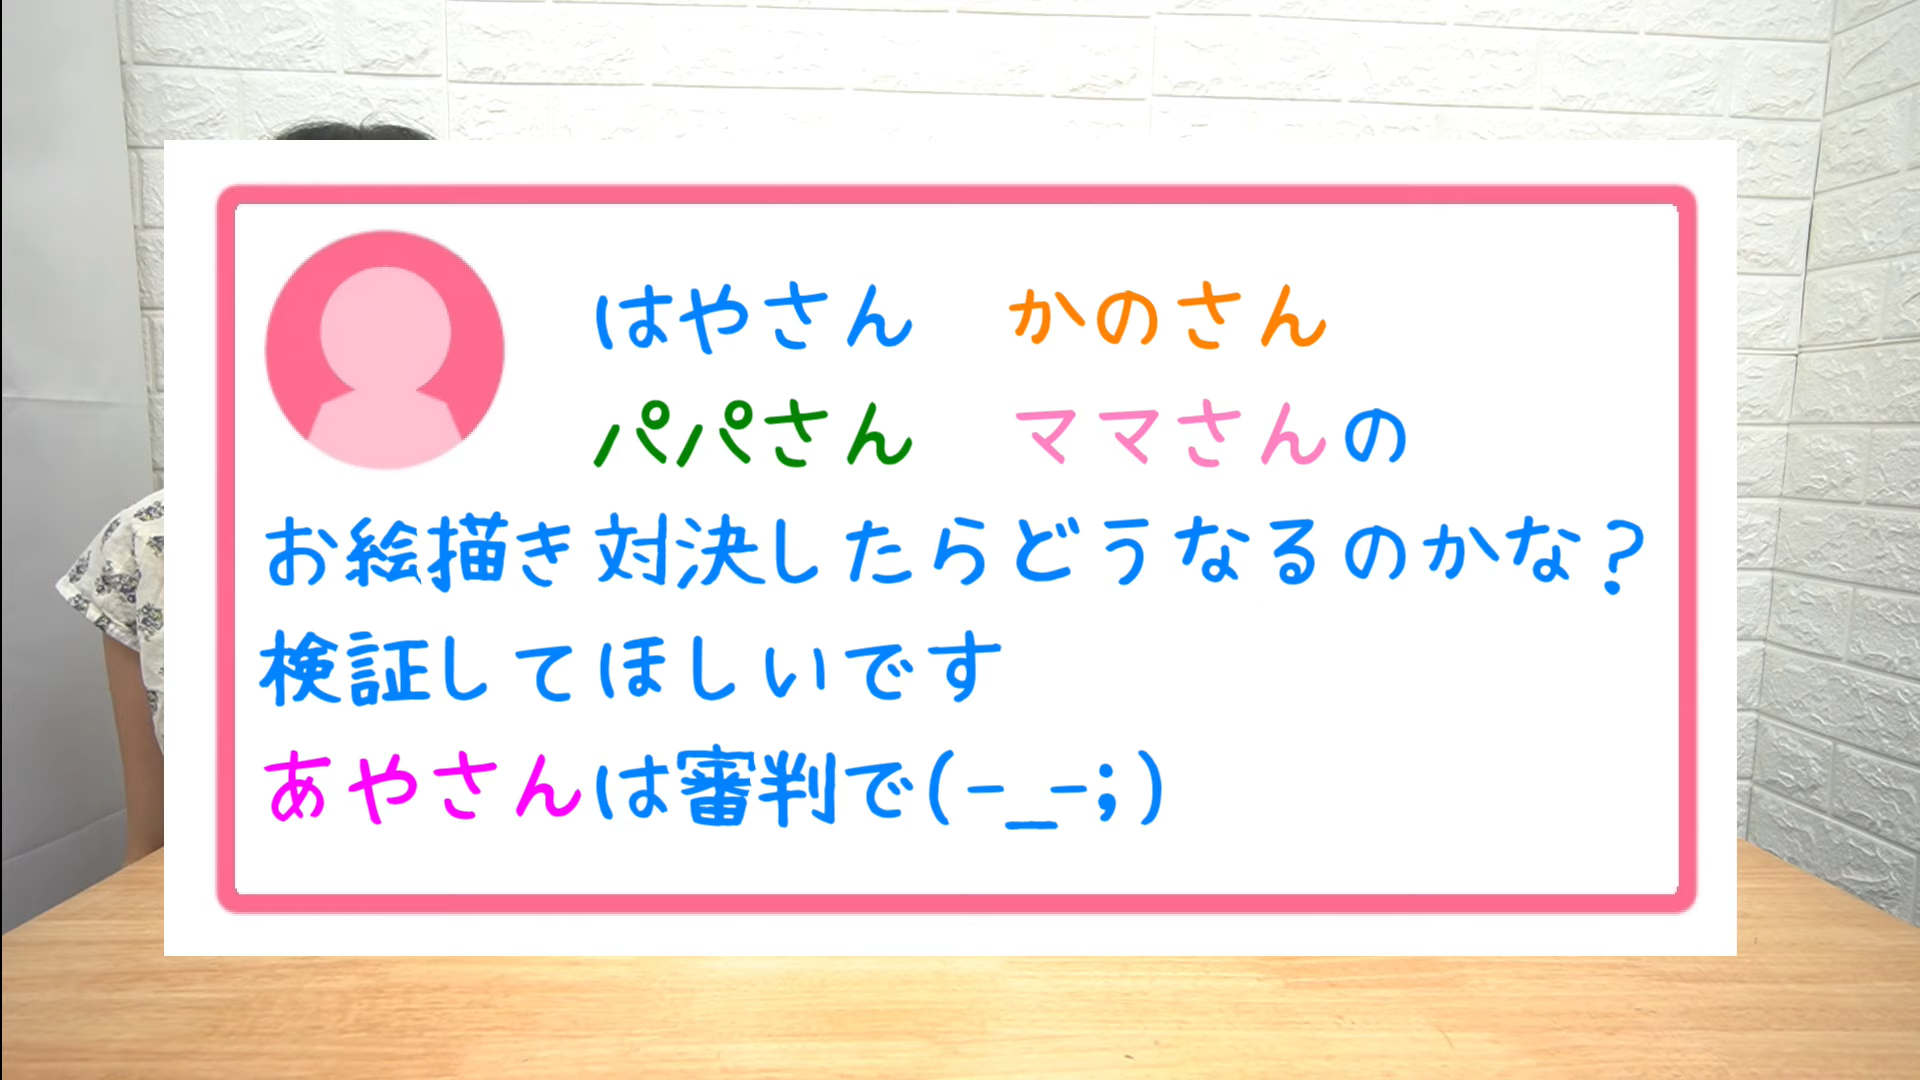 はやさん　かのさん
パパさん　ママさんの
お絵描き対決したらどうなるのかな？
検証してほしいです
あやさんは審判で(-_-;)